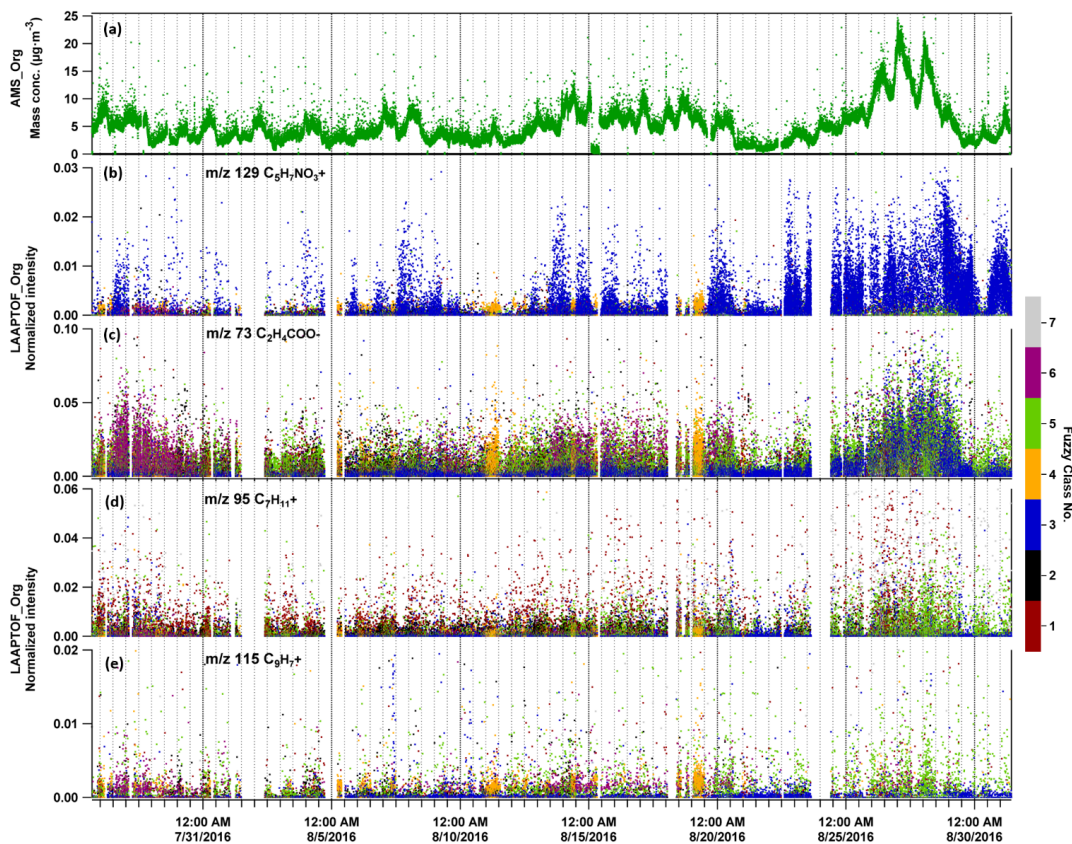 (a)
AMS_Org
Mass conc. (µg·m⁻³)
25
20
15
10
5
0
(b)
m/z 129 C₅H₇NO₃+
LAAPTOF_Org
Normalized intensity
0.03
0.02
0.01
0.00
(c)
m/z 73 C₂H₄COO-
0.10
0.05
0.00
(d)
m/z 95 C₇H₁₁+
LAAPTOF_Org
Normalized intensity
0.06
0.04
0.02
0.00
(e)
m/z 115 C₉H₇+
0.02
0.01
0.00
12:00 AM
7/31/2016
12:00 AM
8/5/2016
12:00 AM
8/10/2016
12:00 AM
8/15/2016
12:00 AM
8/20/2016
12:00 AM
8/25/2016
12:00 AM
8/30/2016
7
6
5
4
3
2
1
Fuzzy Class No.